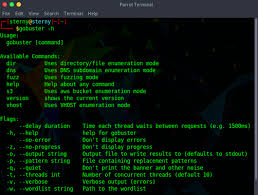 Parrot Terminal
File Edit View Search Terminal Help
[sterny@sterny]-[~]
$gobuster -h
Usage:
gobuster [command]
Available Commands:
dir Uses directory/file enumeration mode
dns Uses DNS subdomain enumeration mode
fuzz Uses fuzzing mode
help Help about any command
s3 Uses aws bucket enumeration mode
version shows the current version
vhost Uses VHOST enumeration mode
flags:
--delay duration Time each thread waits between requests (e.g. 1500ms)
-h, --help help for gobuster
-z, --no-progress Don't display progress
-o, --output string Output file to write results to (defaults to stdout)
-p, --pattern string File containing replacement patterns
-q, --quiet Don't print the banner and other noise
-t, --threads int Number of concurrent threads (default 10)
-v, --verbose Verbose output (errors)
-w, --wordlist string Path to the wordlist